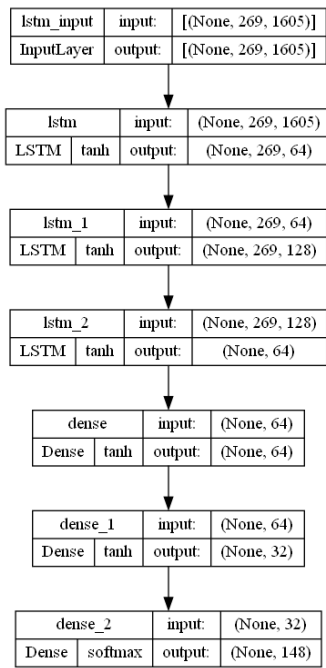 lstm_input input: [(None, 269, 1605)]
InputLayer output: [(None, 269, 1605)]
lstm input: (None, 269, 1605)
LSTM tanh output: (None, 269, 64)
lstm_1 input: (None, 269, 64)
LSTM tanh output: (None, 269, 128)
lstm_2 input: (None, 269, 128)
LSTM tanh output: (None, 64)
dense input: (None, 64)
Dense tanh output: (None, 64)
dense_1 input: (None, 64)
Dense tanh output: (None, 32)
dense_2 input: (None, 32)
Dense softmax output: (None, 148)